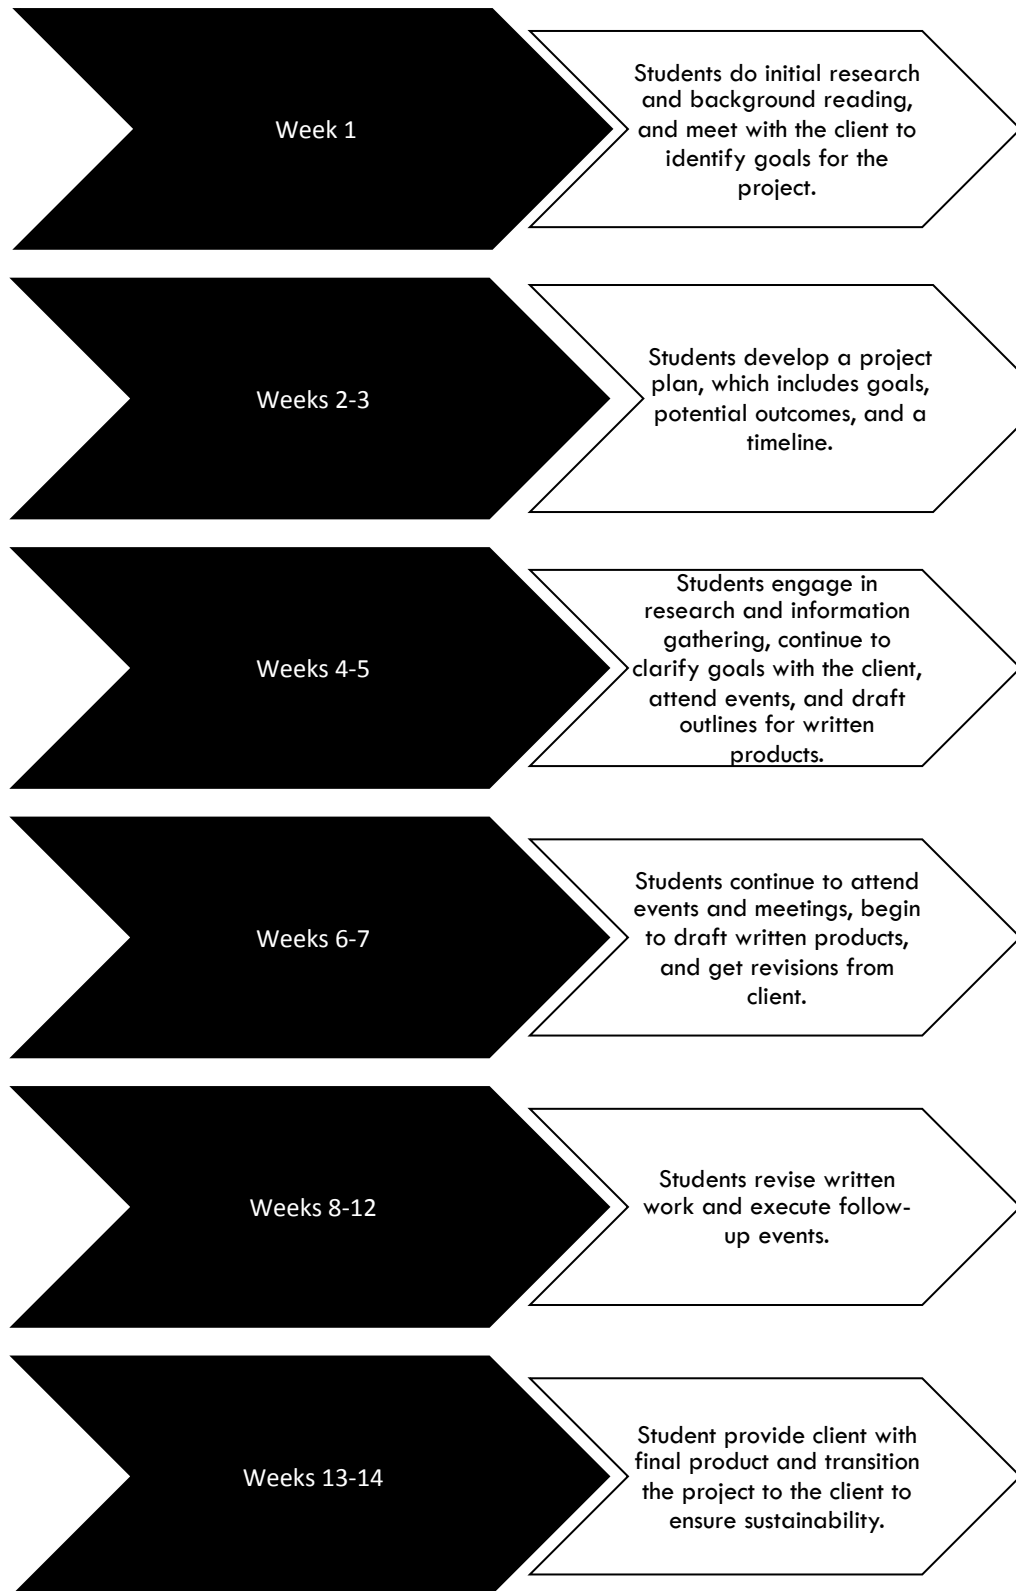 Week 1
Students do initial research
and background reading,
and meet with the client to
identify goals for the
project.
Weeks 2-3
Students develop a project
plan, which includes goals,
potential outcomes, and a
timeline.
Weeks 4-5
Students engage in
research and information
gathering, continue to
clarify goals with the client,
attend events, and draft
outlines for written
products.
Weeks 6-7
Students continue to attend
events and meetings, begin
to draft written products,
and get revisions from
client.
Weeks 8-12
Students revise written
work and execute follow-
up events.
Weeks 13-14
Student provide client with
final product and transition
the project to the client to
ensure sustainability.